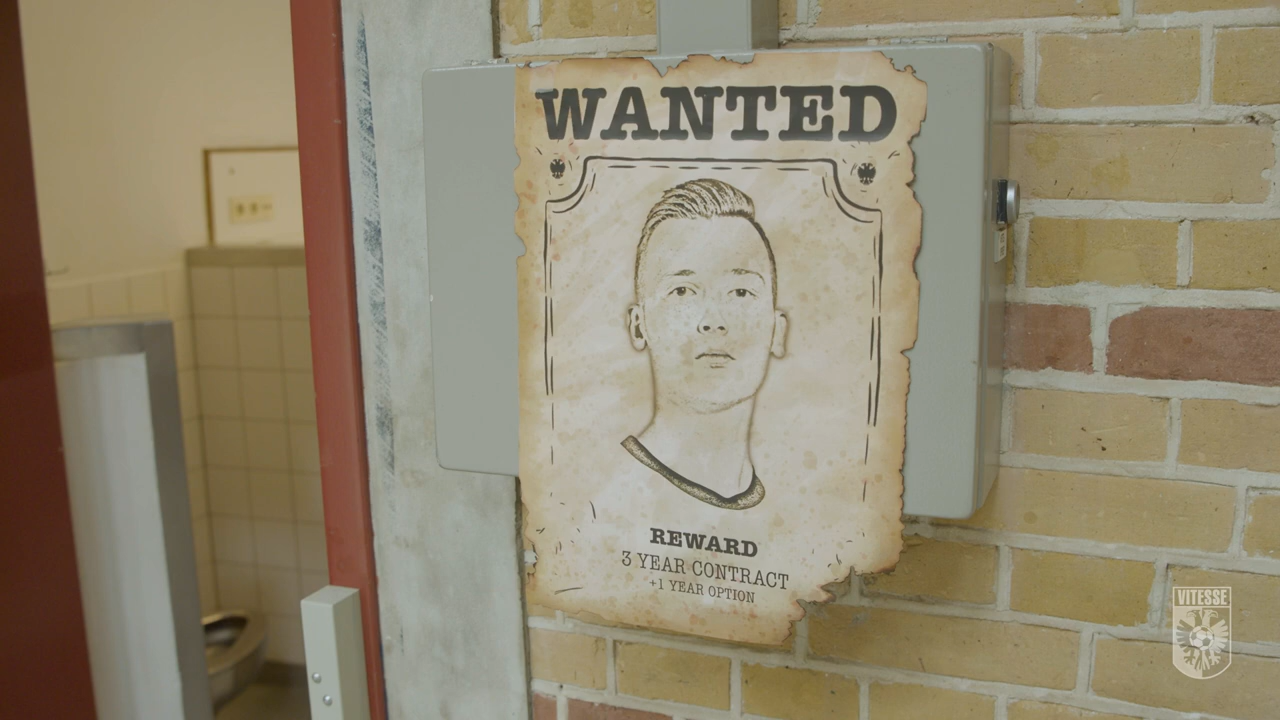 WANTED
REWARD
3 YEAR CONTRACT
+1 YEAR OPTION
VITESSE